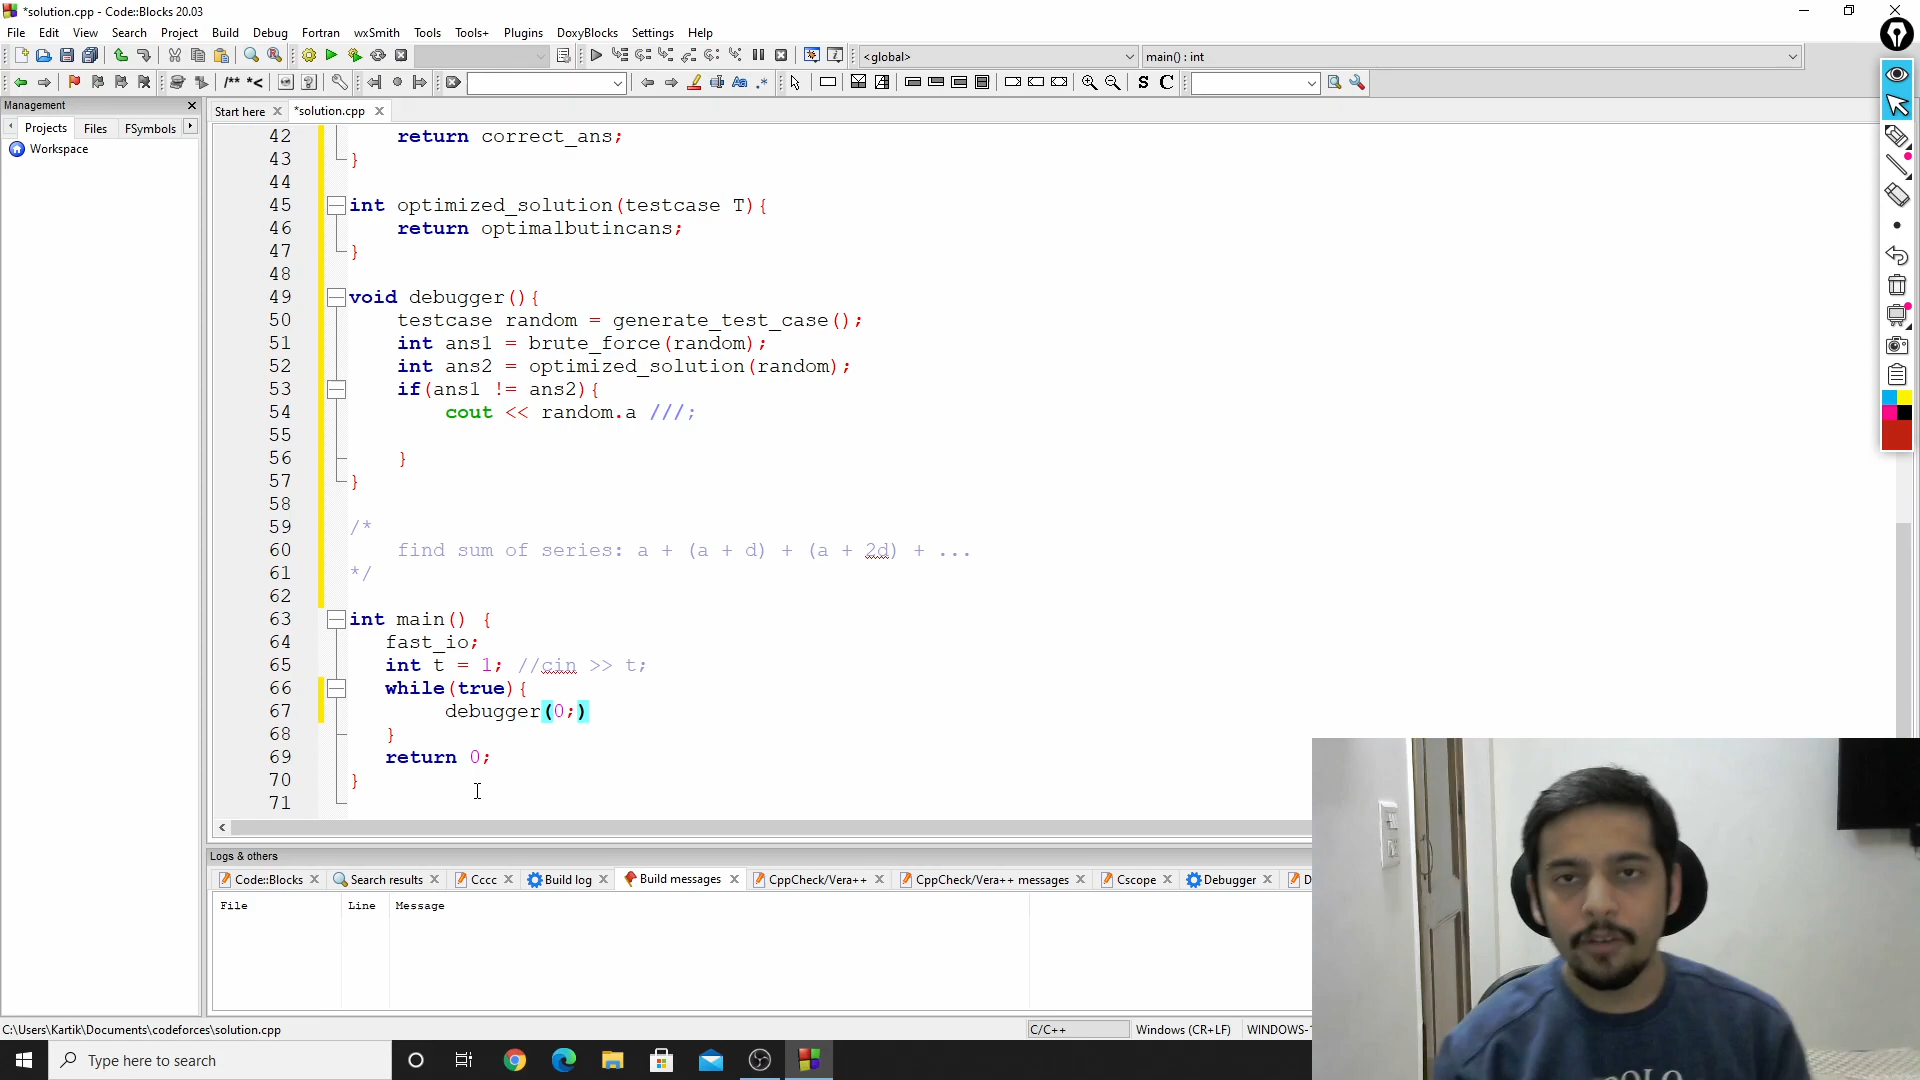 *solution.cpp - Code::Blocks 20.03
File Edit View Search Project Build Debug Fortran wxSmith Tools Tools+ Plugins DoxyBlocks Settings Help
<global> main() : int
/** *< Aa .* S C
Management
Start here *solution.cpp
Projects Files FSymbols
Workspace
42 return correct_ans;
43 }
44
45 int optimized_solution(testcase T){
46 return optimalbutincans;
47 }
48
49 void debugger(){
50 testcase random = generate_test_case();
51 int ans1 = brute_force(random);
52 int ans2 = optimized_solution(random);
53 if(ans1 != ans2){
54 cout << random.a ///;
55
56 }
57 }
58
59 /*
60 find sum of series: a + (a + d) + (a + 2d) + ...
61 */
62
63 int main() {
64 fast_io;
65 int t = 1; //cin >> t;
66 while(true){
67 debugger(0;)
68 }
69 return 0;
70 }
71
Logs & others
Code::Blocks Search results Cccc Build log Build messages CppCheck/Vera++ CppCheck/Vera++ messages Cscope Debugger D
File Line Message
C:\Users\Kartik\Documents\codeforces\solution.cpp C/C++ Windows (CR+LF) WINDOWS-1
Type here to search
POLO